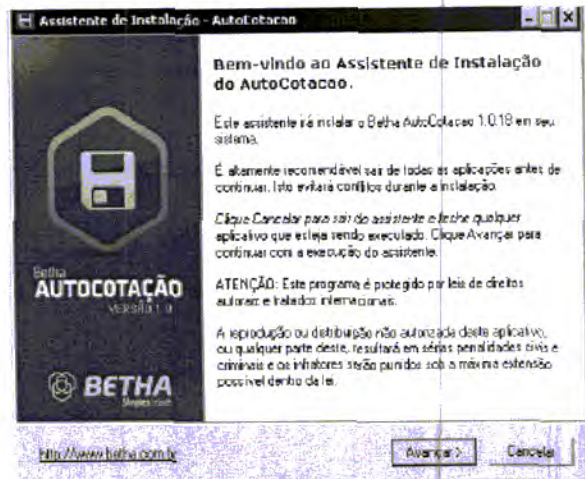 Assistente de Instalação - AutoCotacao
Bem-vindo ao Assistente de Instalação
do AutoCotacao.
Este assistente irá instalar o Betha AutoCotacao 1.0.18 em seu
sistema.
É altamente recomendável sair de todas as aplicações antes de
continuar. Isto evitará conflitos durante a instalação.
Clique Cancelar para sair do assistente e feche qualquer
aplicativo que esteja sendo executado. Clique Avançar para
continuar com a execução do assistente.
ATENÇÃO: Este programa é protegido por leis de direitos
autorais e tratados internacionais.
A reprodução ou distribuição não autorizada deste aplicativo,
ou qualquer parte deste, resultará em sérias penalidades civis e
criminais e os infratores serão punidos sob a máxima extensão
possível dentro da lei.
Betha
AUTOCOTAÇÃO
VERSÃO 1.0
BETHA
http://www.betha.com.br
Avançar >
Cancelar